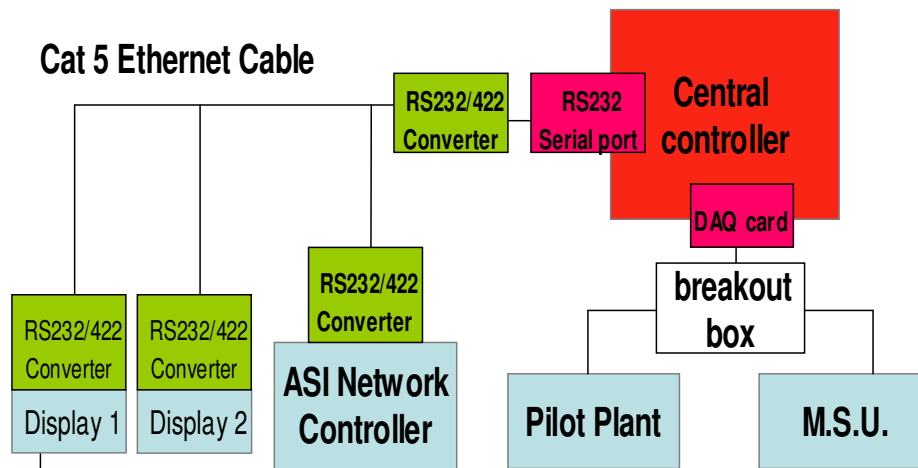 Cat 5 Ethernet Cable
RS232/422
Converter
RS232
Serial port
Central
controller
DAQ card
RS232/422
Converter
breakout
box
RS232/422
Converter
RS232/422
Converter
ASI Network
Controller
Display 1
Display 2
Pilot Plant
M.S.U.